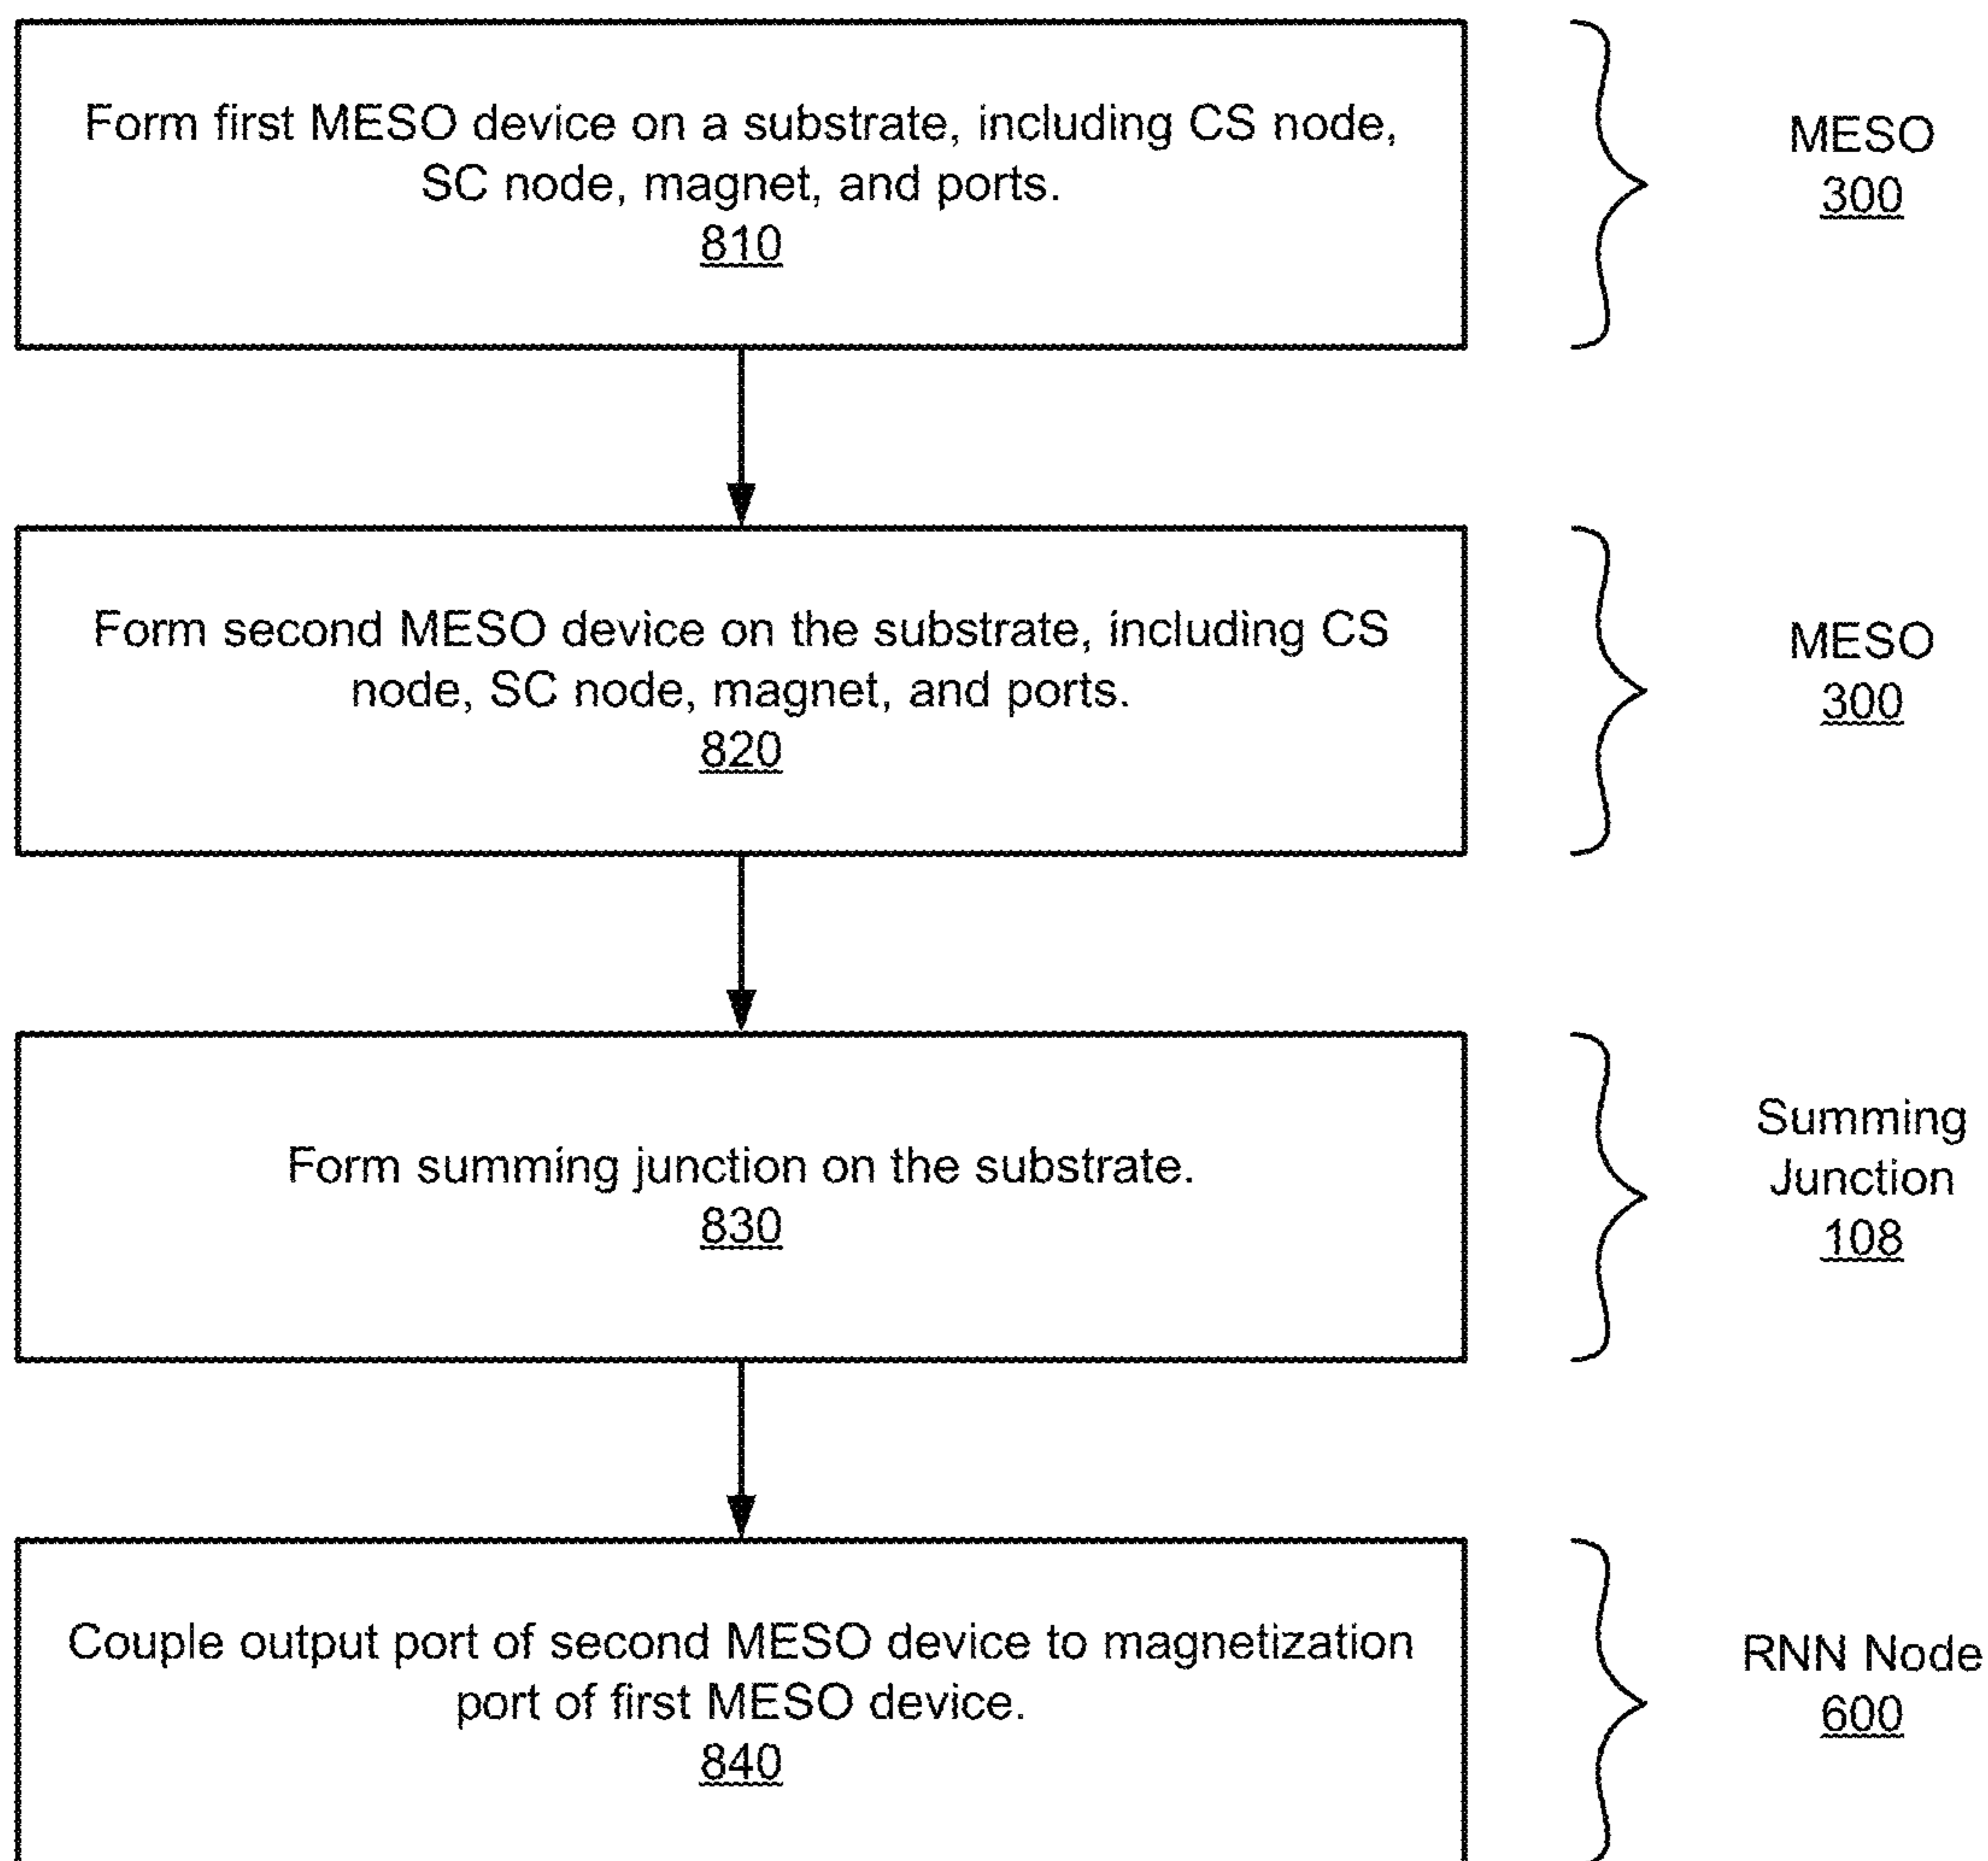 Form first MESO device on a substrate, including CS node,
SC node, magnet, and ports.
810
MESO
300
Form second MESO device on the substrate, including CS
node, SC node, magnet, and ports.
820
MESO
300
Form summing junction on the substrate.
830
Summing
Junction
108
Couple output port of second MESO device to magnetization
port of first MESO device.
840
RNN Node
600